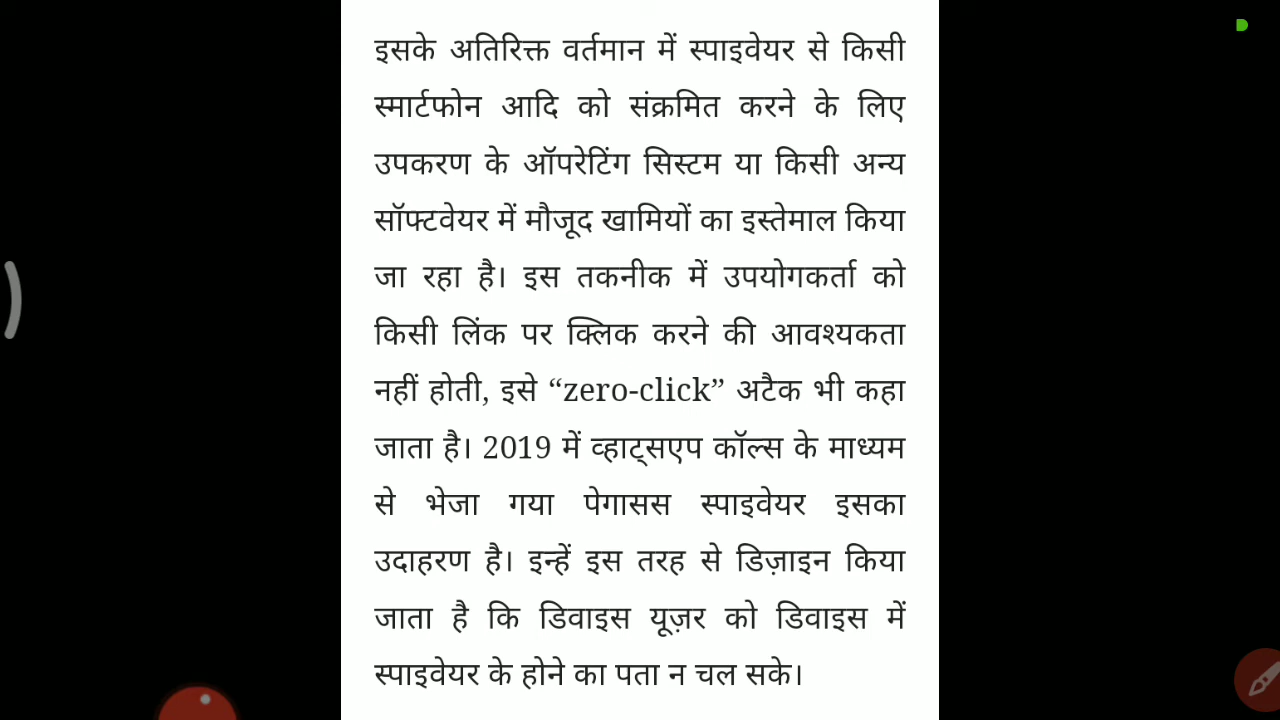 इसके अतिरिक्त वर्तमान में स्पाइवेयर से किसी
स्मार्टफोन आदि को संक्रमित करने के लिए
उपकरण के ऑपरेटिंग सिस्टम या किसी अन्य
सॉफ्टवेयर में मौजूद खामियों का इस्तेमाल किया
जा रहा है। इस तकनीक में उपयोगकर्ता को
किसी लिंक पर क्लिक करने की आवश्यकता
नहीं होती, इसे “zero-click” अटैक भी कहा
जाता है। 2019 में व्हाट्सएप कॉल्स के माध्यम
से भेजा गया पेगासस स्पाइवेयर इसका
उदाहरण है। इन्हें इस तरह से डिज़ाइन किया
जाता है कि डिवाइस यूज़र को डिवाइस में
स्पाइवेयर के होने का पता न चल सके।